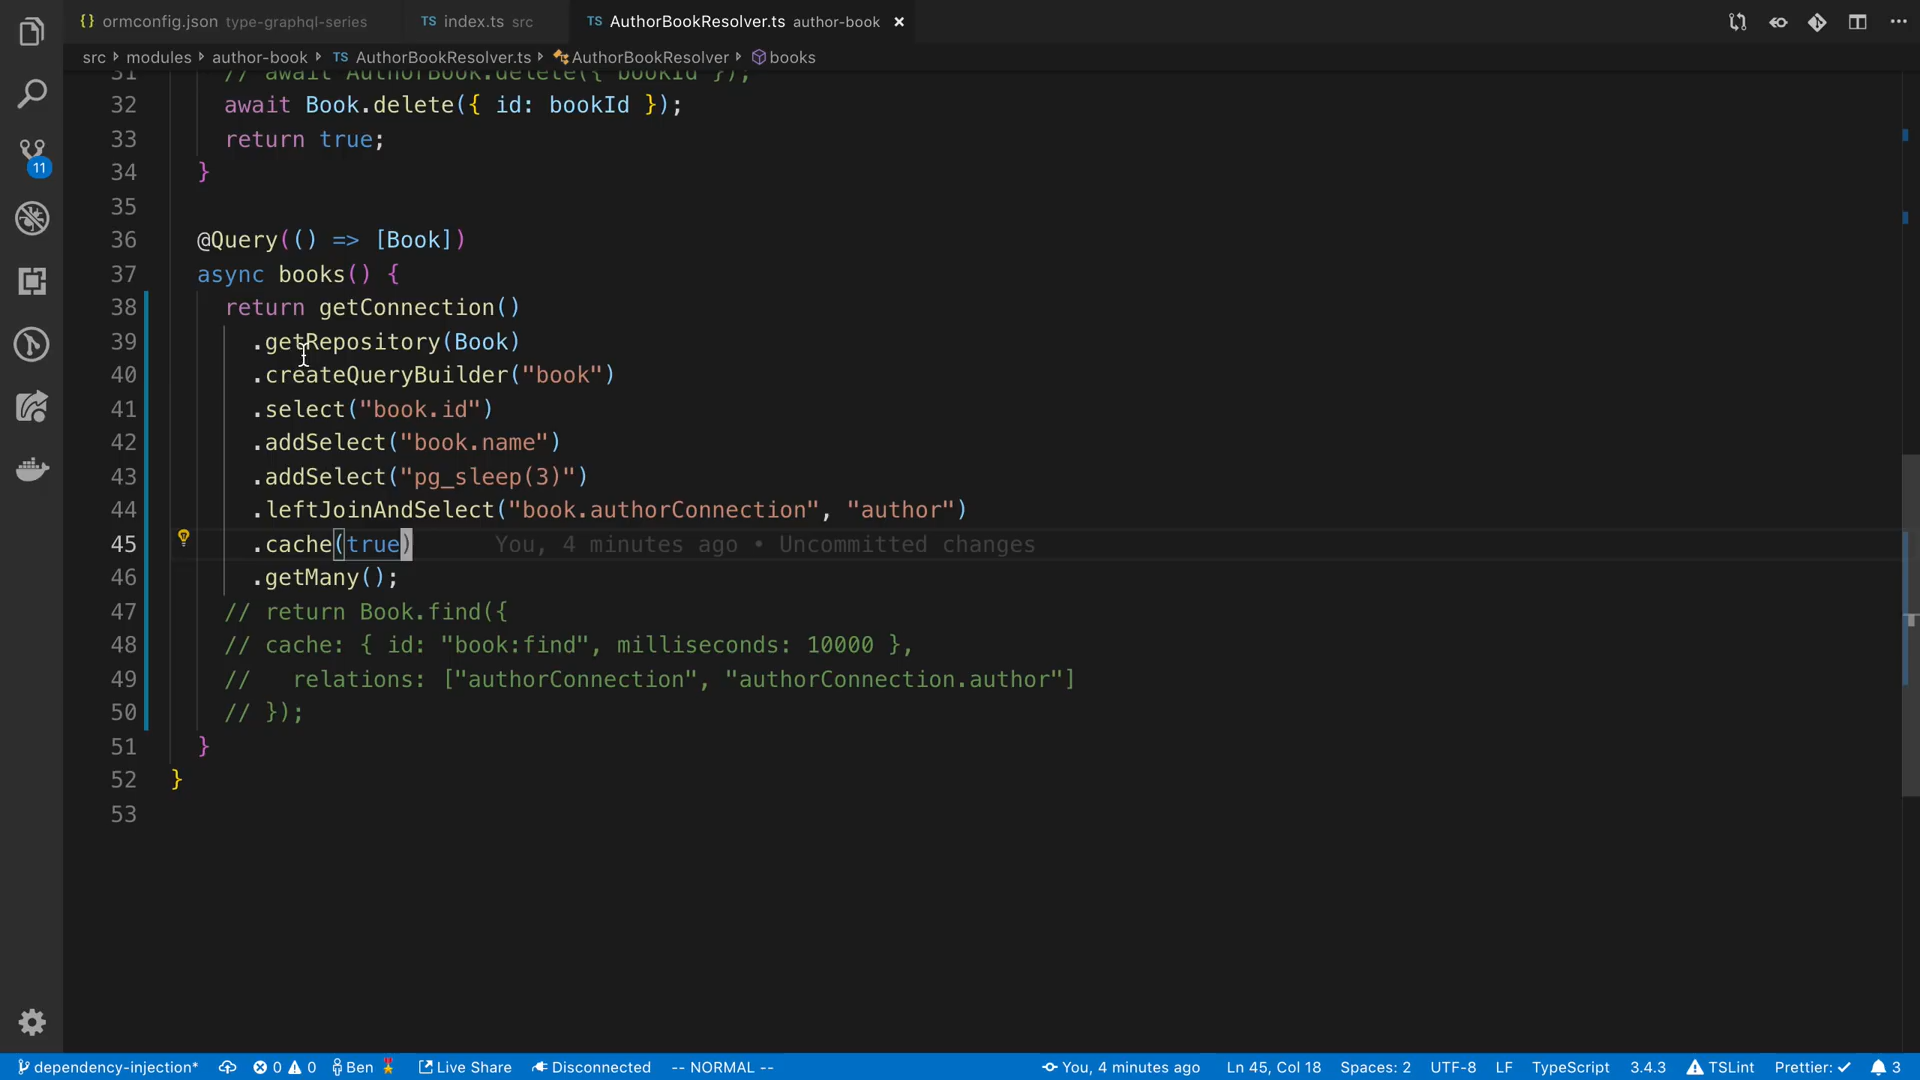 {} ormconfig.json type-graphql-series TS index.ts src TS AuthorBookResolver.ts author-book ×
src > modules > author-book > TS AuthorBookResolver.ts > AuthorBookResolver > books
31 // await AuthorBook.delete({ bookId });
32 await Book.delete({ id: bookId });
33 return true;
34 }
35
36 @Query(() => [Book])
37 async books() {
38 return getConnection()
39 .getRepository(Book)
40 .createQueryBuilder("book")
41 .select("book.id")
42 .addSelect("book.name")
43 .addSelect("pg_sleep(3)")
44 .leftJoinAndSelect("book.authorConnection", "author")
45 .cache(true) You, 4 minutes ago • Uncommitted changes
46 .getMany();
47 // return Book.find({
48 // cache: { id: "book:find", milliseconds: 10000 },
49 // relations: ["authorConnection", "authorConnection.author"]
50 // });
51 }
52 }
53
11
dependency-injection* 0 0 Ben Live Share Disconnected -- NORMAL -- You, 4 minutes ago Ln 45, Col 18 Spaces: 2 UTF-8 LF TypeScript 3.4.3 TSLint Prettier: ✓ 3